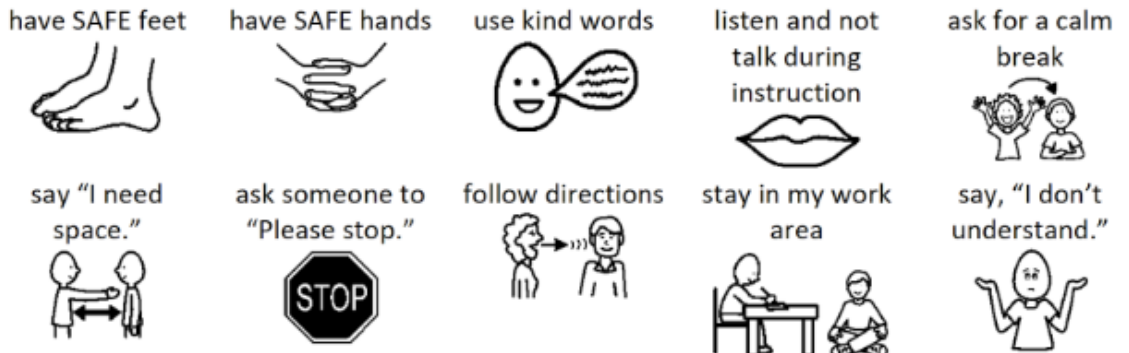 have SAFE feet
have SAFE hands
use kind words
listen and not
talk during
instruction
ask for a calm
break
say “I need
space.”
ask someone to
“Please stop.”
STOP
follow directions
stay in my work
area
say, “I don’t
understand.”